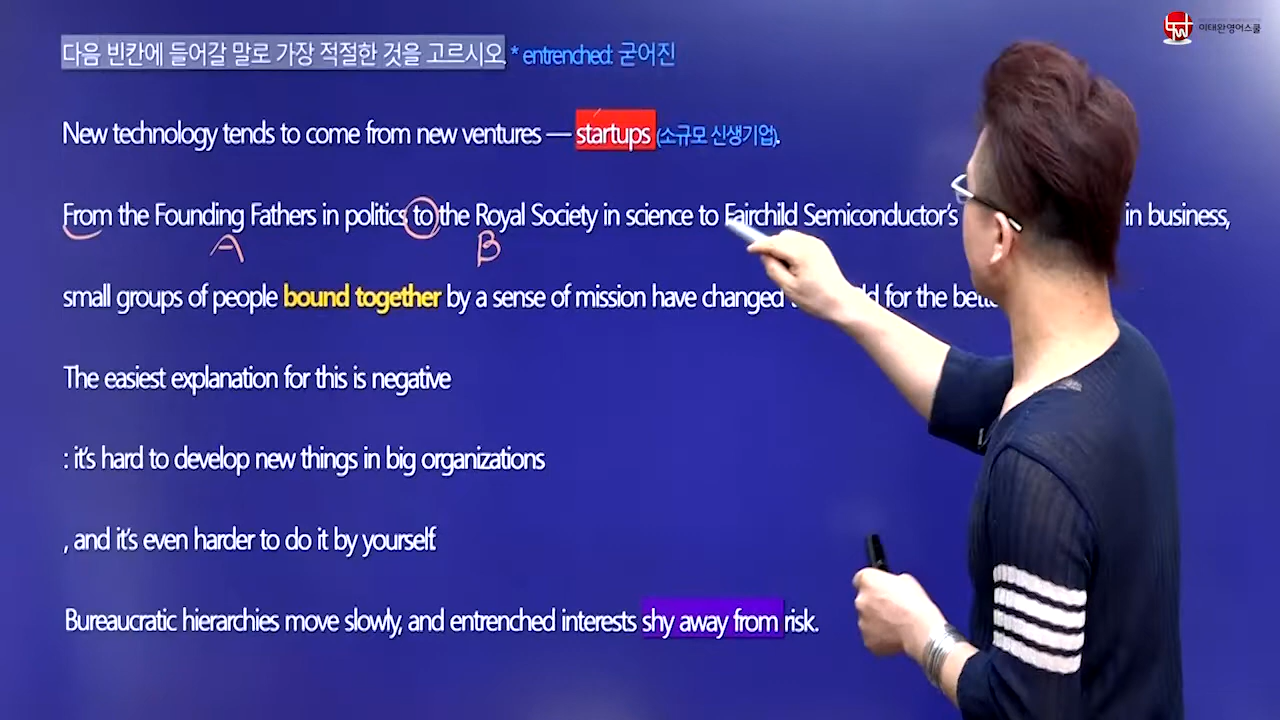 이태완영어스쿨
다음 빈칸에 들어갈 말로 가장 적절한 것을 고르시오. * entrenched: 굳어진
New technology tends to come from new ventures — startups (소규모 신생기업).
From the Founding Fathers in politics to the Royal Society in science to Fairchild Semiconductor's in business,
A B
small groups of people bound together by a sense of mission have changed for the
The easiest explanation for this is negative
: it's hard to develop new things in big organizations
, and it's even harder to do it by yourself.
Bureaucratic hierarchies move slowly, and entrenched interests shy away from risk.